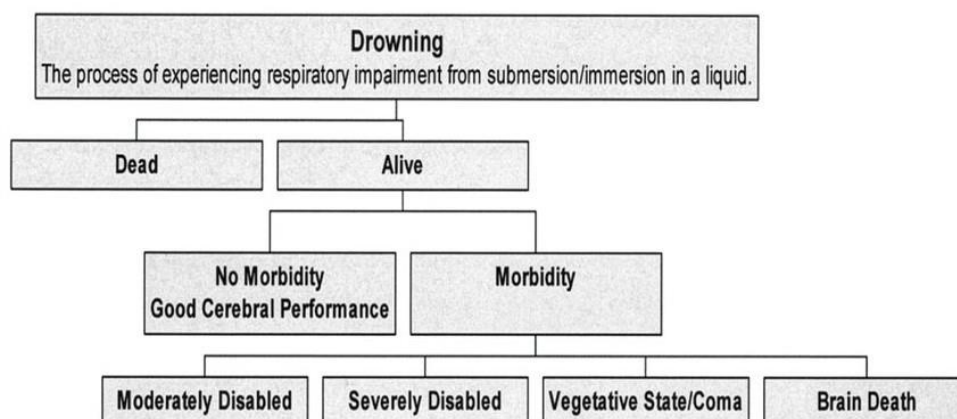 Drowning
The process of experiencing respiratory impairment from submersion/immersion in a liquid.
Dead
Alive
No Morbidity
Good Cerebral Performance
Morbidity
Moderately Disabled
Severely Disabled
Vegetative State/Coma
Brain Death